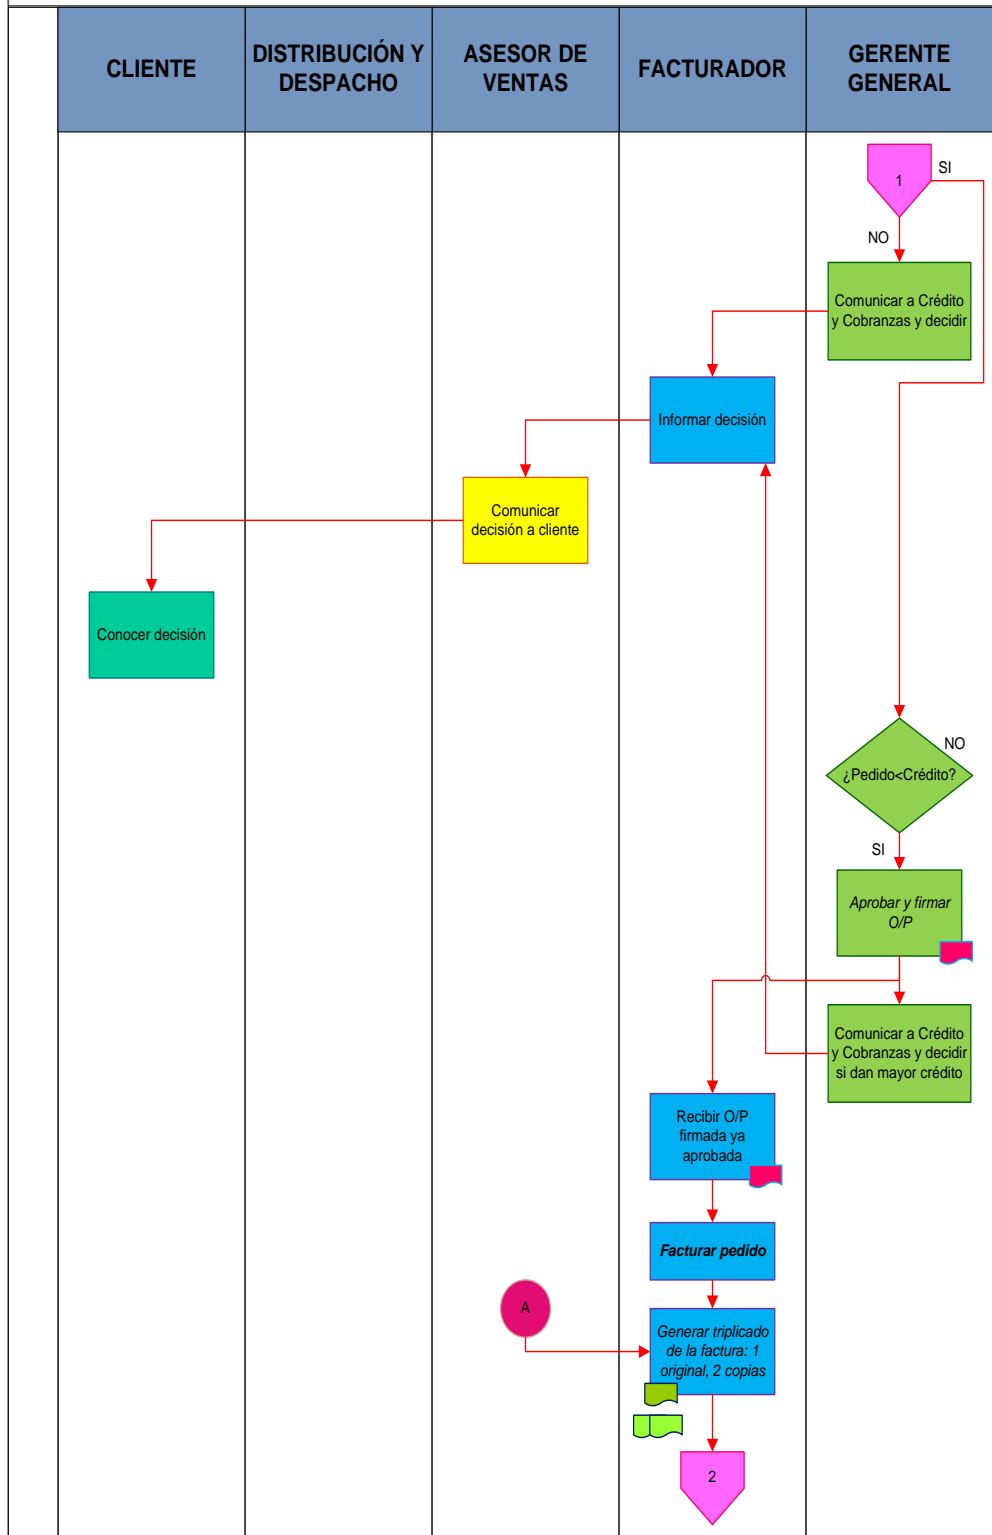 CLIENTE
DISTRIBUCIÓN Y
DESPACHO
ASESOR DE
VENTAS
FACTURADOR
GERENTE
GENERAL
1
SI
NO
Comunicar a Crédito
y Cobranzas y decidir
Informar decisión
Comunicar
decisión a cliente
Conocer decisión
NO
¿Pedido<Crédito?
SI
Aprobar y firmar
O/P
Comunicar a Crédito
y Cobranzas y decidir
si dan mayor crédito
Recibir O/P
firmada ya
aprobada
Facturar pedido
A
Generar triplicado
de la factura: 1
original, 2 copias
2